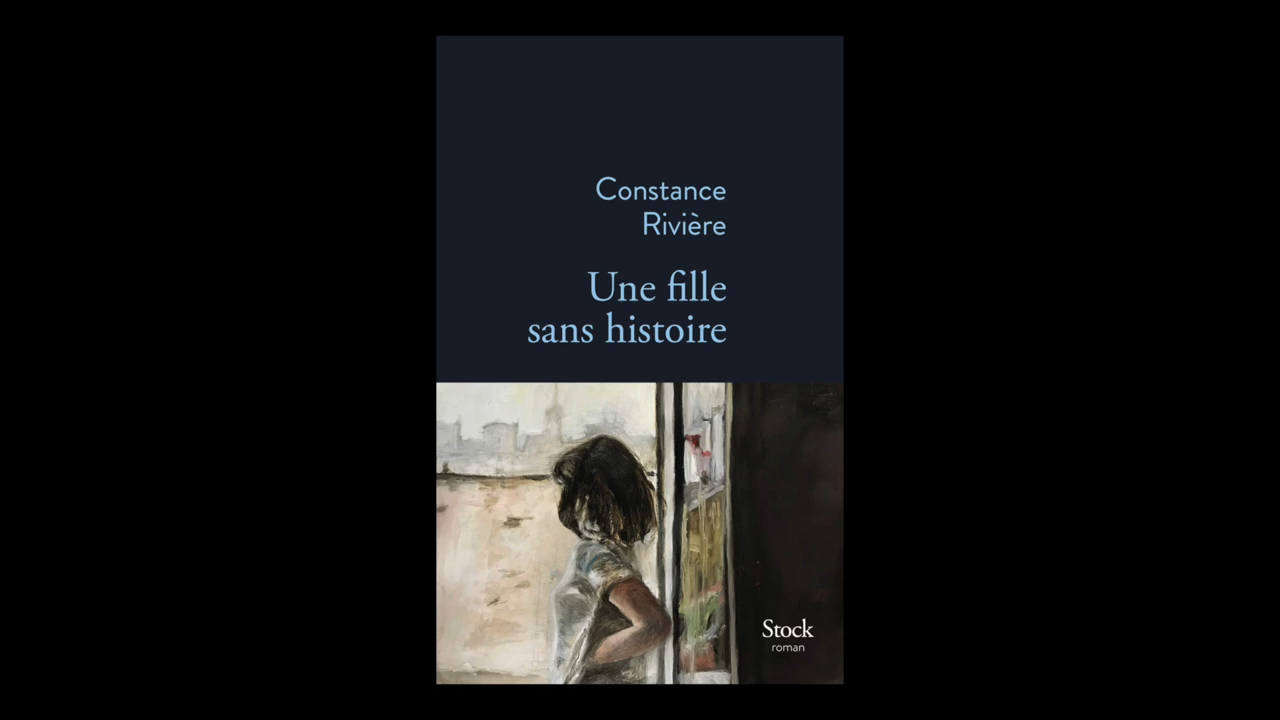 Constance
Rivière
Une fille
sans histoire
Stock
roman